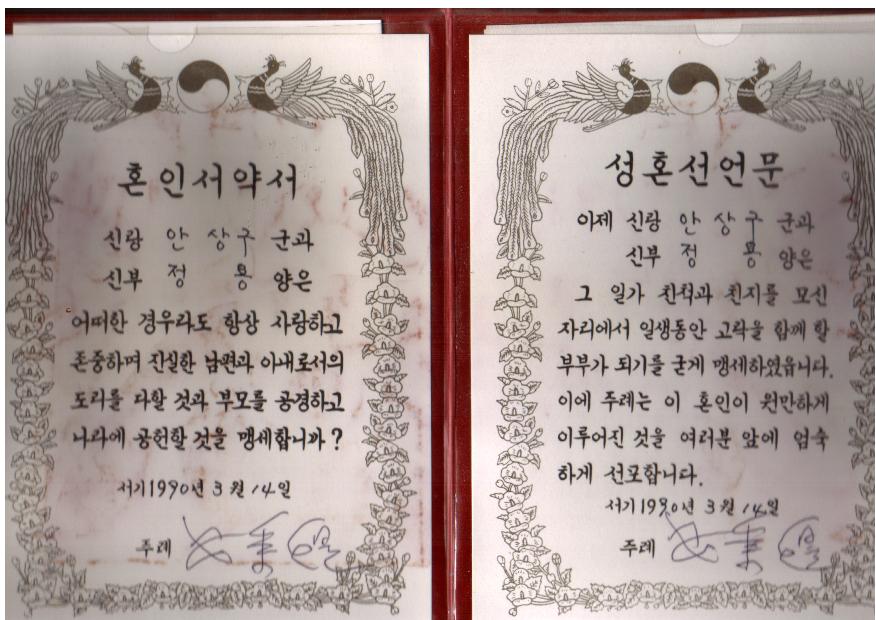 혼인서약서
신랑 안 상 구 군과
신부 정 용 양은
어떠한 경우라도 항상 사랑하고
존중하며 진실한 남편과 아내로서의
도리를 다할 것과 부모를 공경하고
나라에 공헌할 것을 맹세합니까?
서기1990년 3월 14일
주례
성혼선언문
이제 신랑 안 상 구 군과
신부 정 용 양은
그 일가 친척과 친지를 모신
자리에서 일생동안 고락을 함께 할
부부가 되기를 굳게 맹세하였읍니다.
이에 주례는 이 혼인이 원만하게
이루어진 것을 여러분 앞에 엄숙
하게 선포합니다.
서기1990년 3월 14일
주례